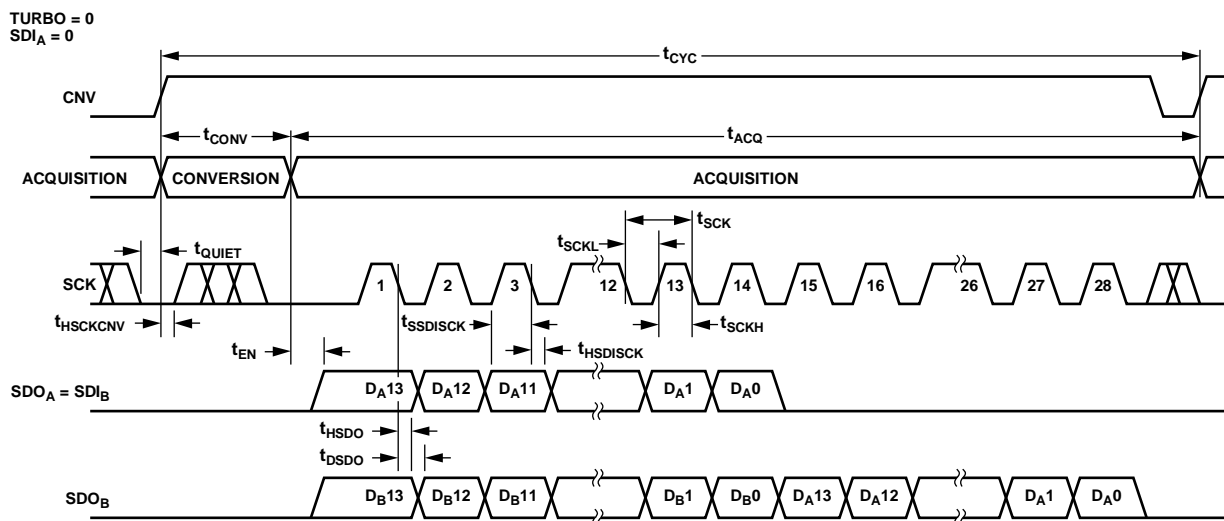 TURBO = 0
SDIA = 0
tCYC
CNV
tCONV
tACQ
ACQUISITION CONVERSION ACQUISITION
tSCK
tSCKL
tQUIET
SCK 1 2 3 12 13 14 15 16 26 27 28
tHSCKCNV
tSSDISCK
tSCKH
tEN
tHSDISCK
SDOA = SDIB DA13 DA12 DA11 DA1 DA0
tHSDO
tDSDO
SDOB DB13 DB12 DB11 DB1 DB0 DA13 DA12 DA1 DA0